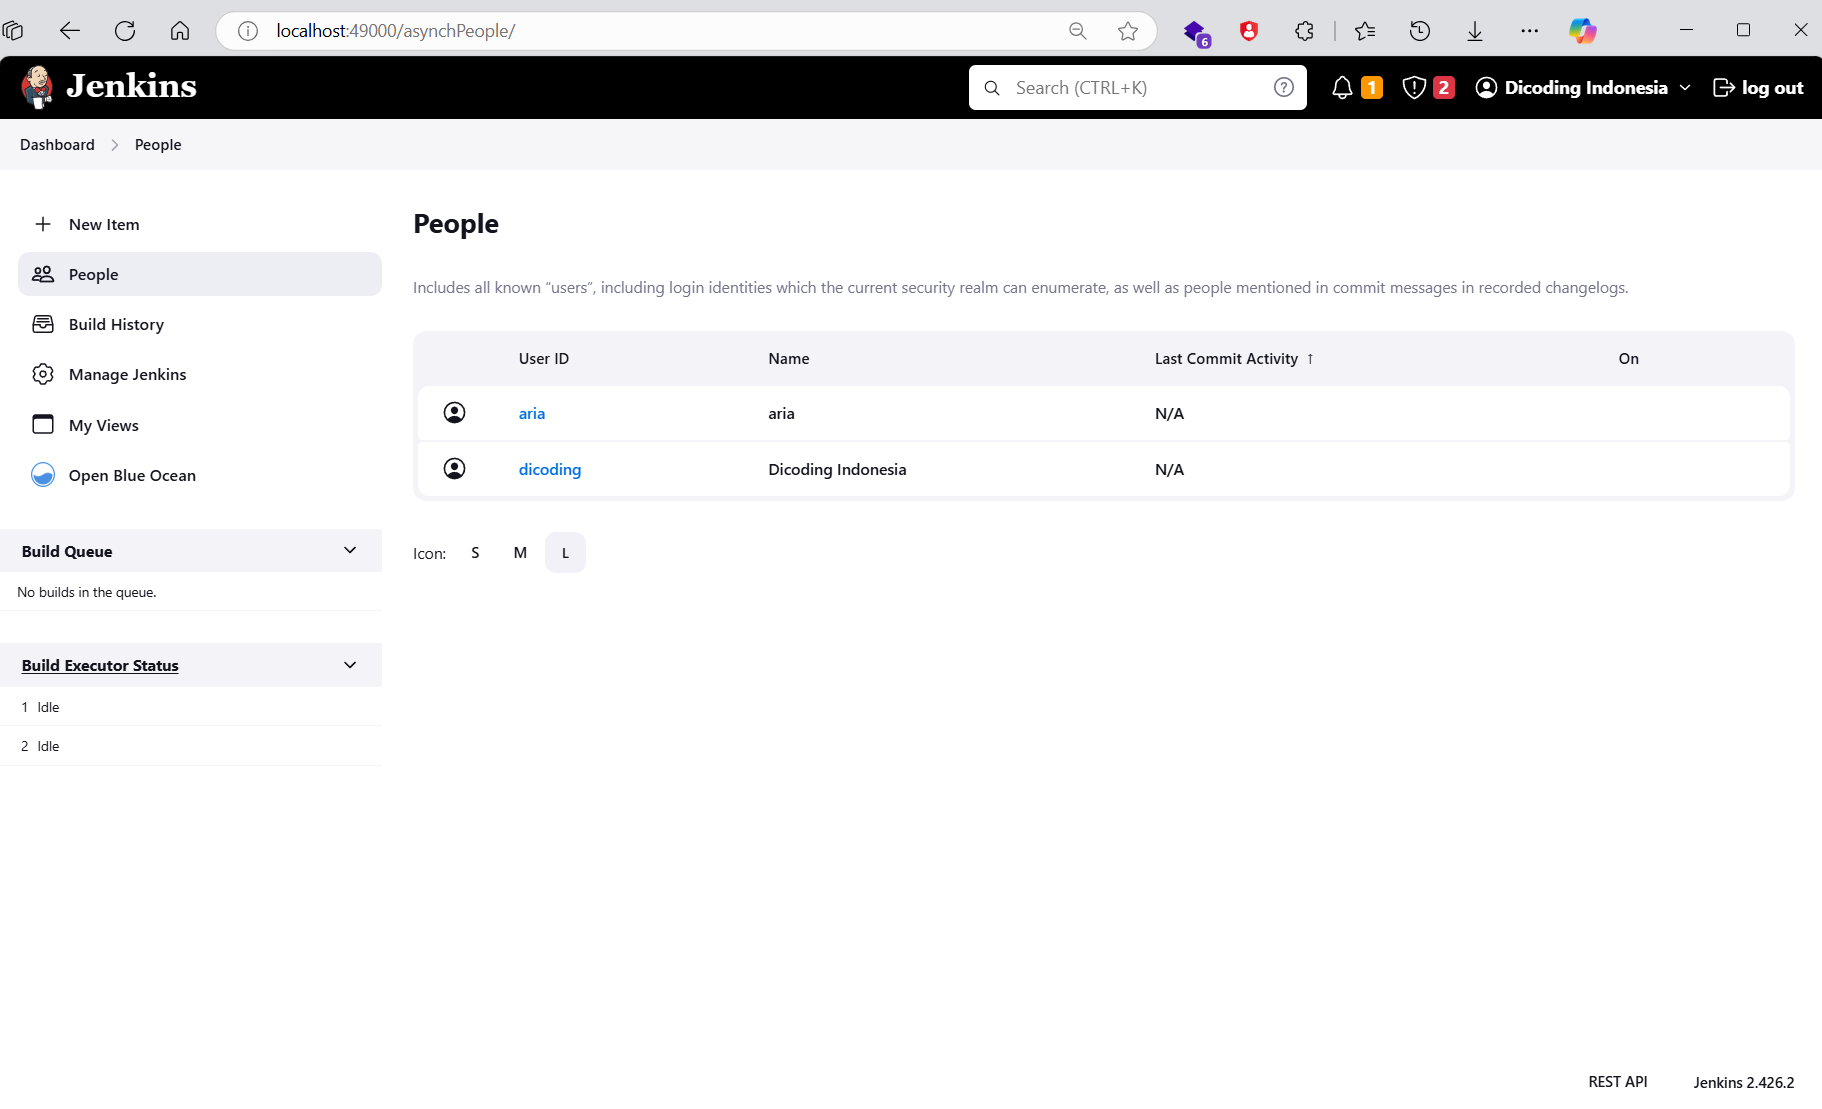 localhost:49000/asynchPeople/
6
Jenkins
Search (CTRL+K)
1
2
Dicoding Indonesia
log out
Dashboard
People
New Item
People
Build History
Manage Jenkins
My Views
Open Blue Ocean
Build Queue
No builds in the queue.
Build Executor Status
1 Idle
2 Idle
People
Includes all known “users”, including login identities which the current security realm can enumerate, as well as people mentioned in commit messages in recorded changelogs.
User ID Name Last Commit Activity ↑ On
aria aria N/A
dicoding Dicoding Indonesia N/A
Icon: S M L
REST API Jenkins 2.426.2